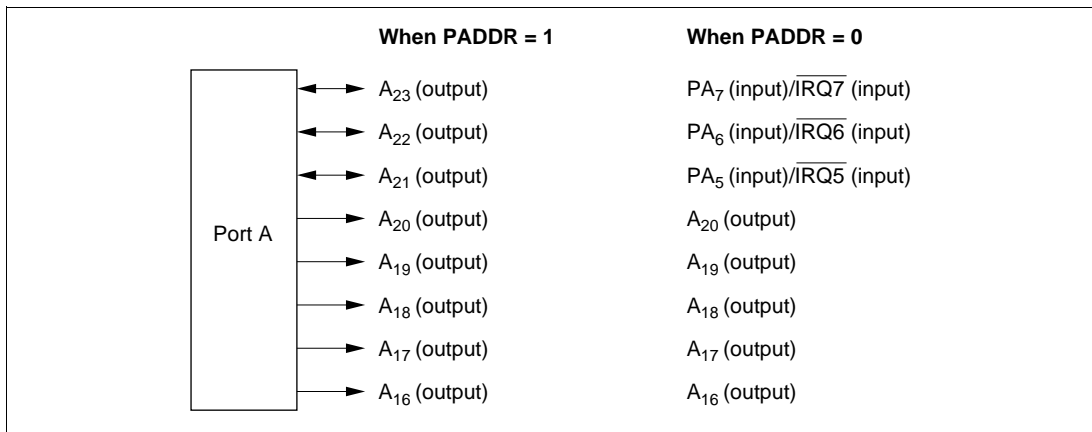 When PADDR = 1 When PADDR = 0
A23 (output) PA7 (input)/IRQ7 (input)
A22 (output) PA6 (input)/IRQ6 (input)
A21 (output) PA5 (input)/IRQ5 (input)
Port A
A20 (output) A20 (output)
A19 (output) A19 (output)
A18 (output) A18 (output)
A17 (output) A17 (output)
A16 (output) A16 (output)